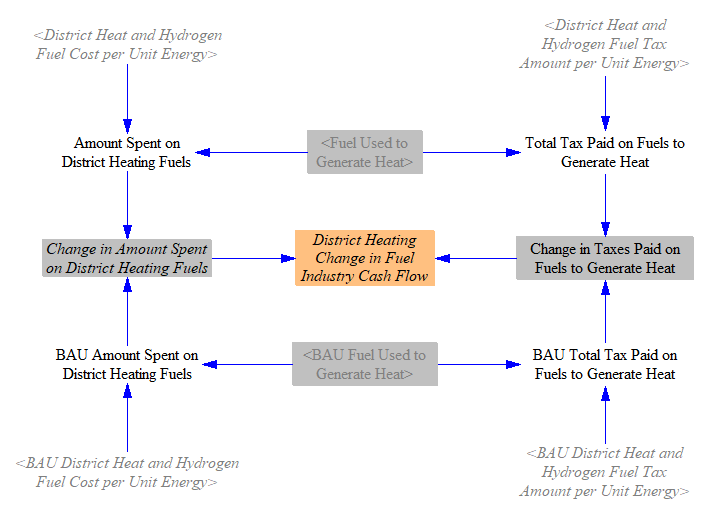 <District Heat and Hydrogen
Fuel Cost per Unit Energy>
<District Heat and
Hydrogen Fuel Tax
Amount per Unit Energy>
Amount Spent on
District Heating Fuels
<Fuel Used to
Generate Heat>
Total Tax Paid on Fuels to
Generate Heat
Change in Amount Spent
on District Heating Fuels
District Heating
Change in Fuel
Industry Cash Flow
Change in Taxes Paid on
Fuels to Generate Heat
BAU Amount Spent on
District Heating Fuels
<BAU Fuel Used to
Generate Heat>
BAU Total Tax Paid on
Fuels to Generate Heat
<BAU District Heat and Hydrogen
Fuel Cost per Unit Energy>
<BAU District Heat and
Hydrogen Fuel Tax
Amount per Unit Energy>